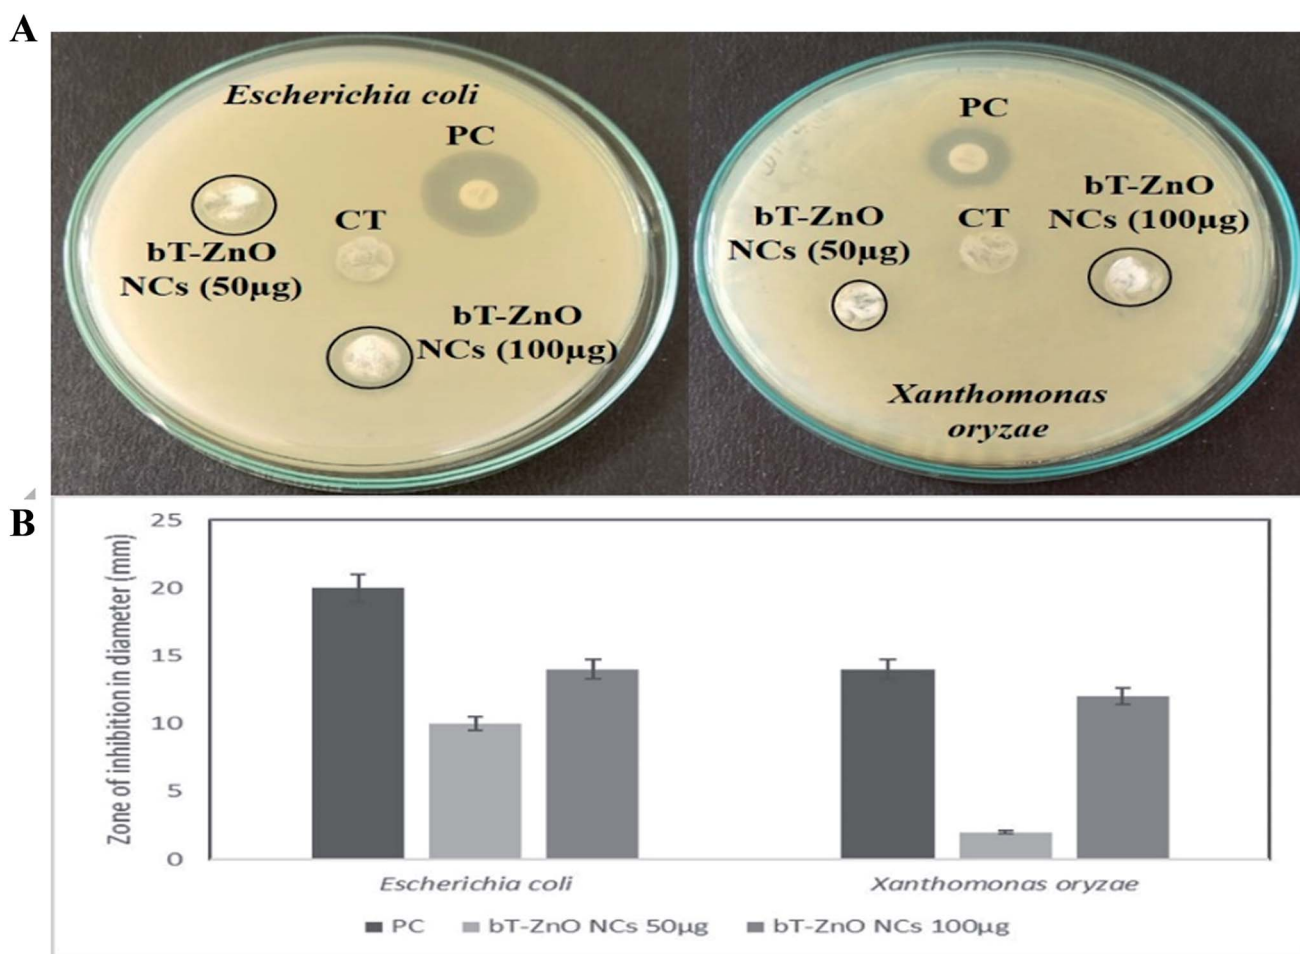 A
Escherichia coli
PC
CT
bT-ZnO
NCs (50µg)
bT-ZnO
NCs (100µg)
PC
bT-ZnO
NCs (100µg)
bT-ZnO
NCs (50µg)
CT
Xanthomonas
oryzae
B
Zone of inhibition in diameter (mm)
25
20
15
10
5
0
Escherichia coli
Xanthomonas oryzae
PC
bT-ZnO NCs 50µg
bT-ZnO NCs 100µg